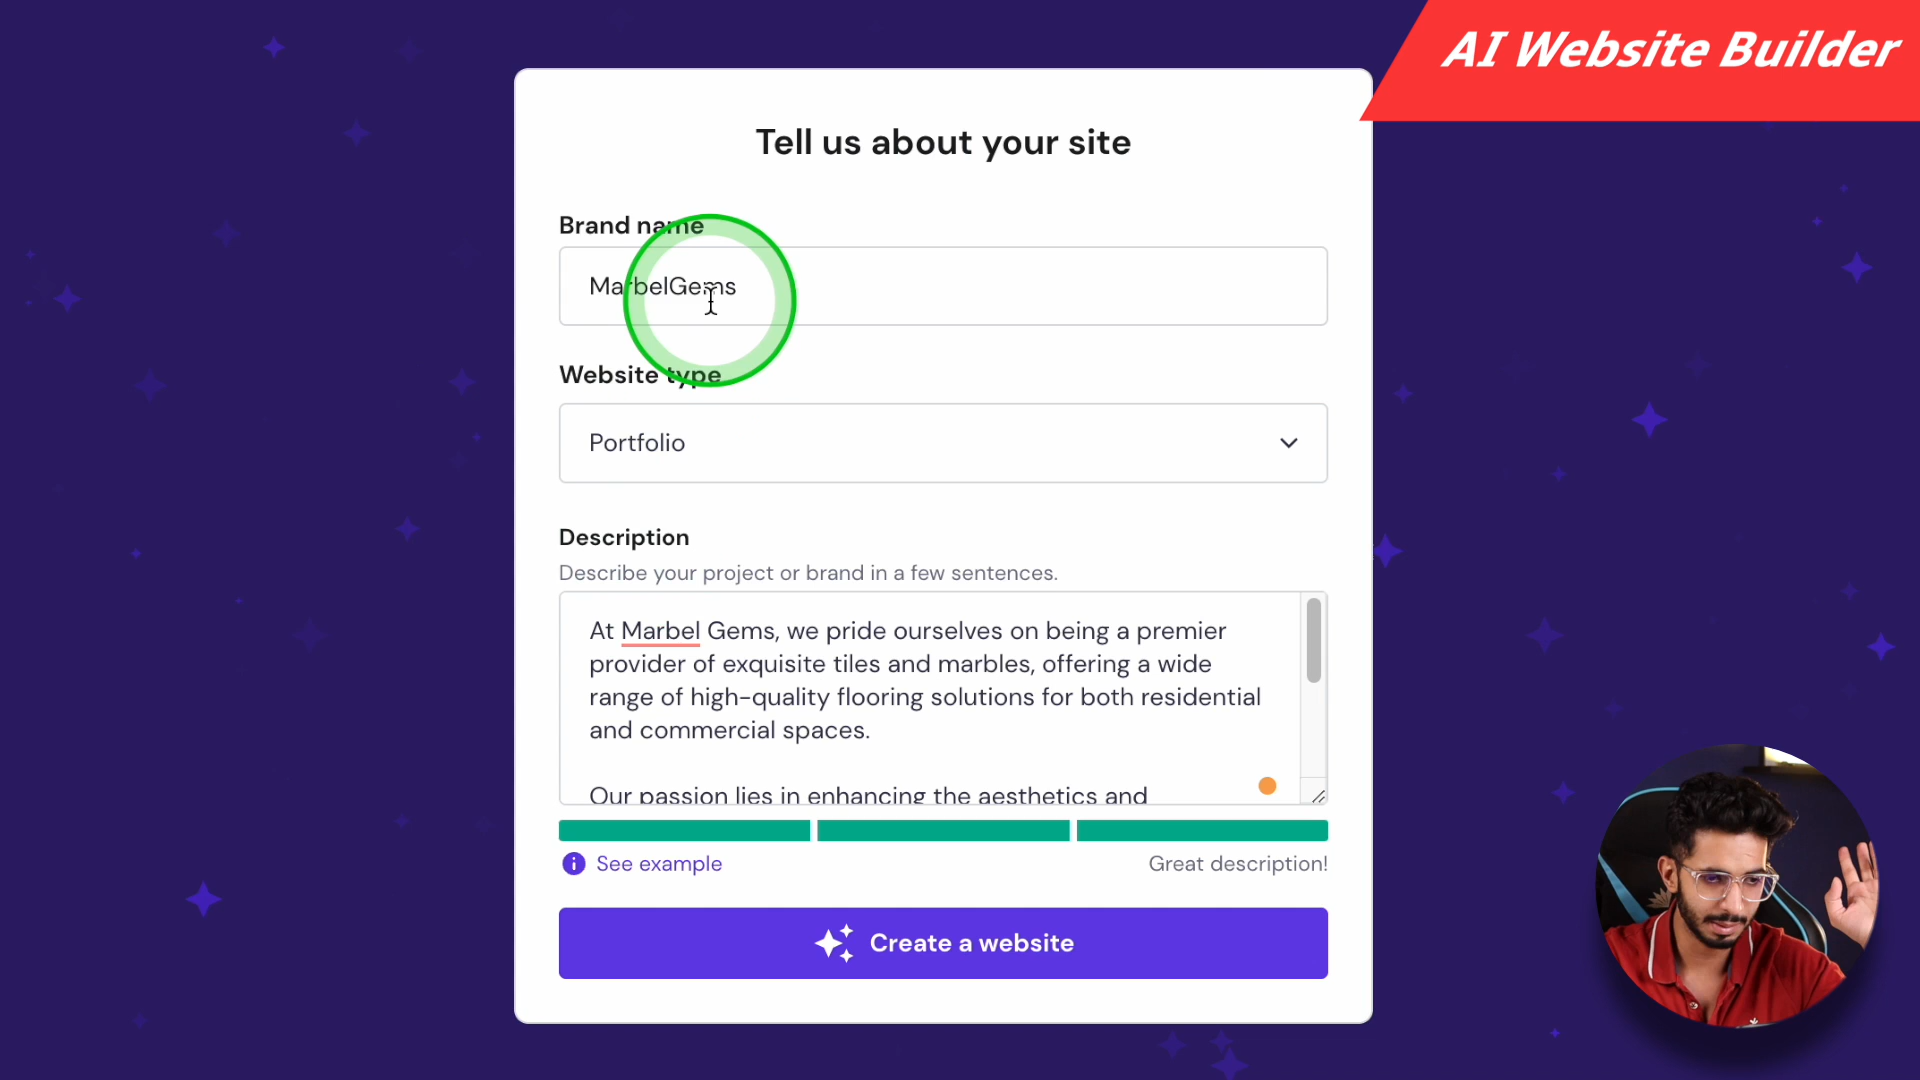 AI Website Builder
Tell us about your site
Brand name
MarbelGems
Website type
Portfolio
Description
Describe your project or brand in a few sentences.
At Marbel Gems, we pride ourselves on being a premier
provider of exquisite tiles and marbles, offering a wide
range of high-quality flooring solutions for both residential
and commercial spaces.
Our passion lies in enhancing the aesthetics and
See example
Great description!
Create a website